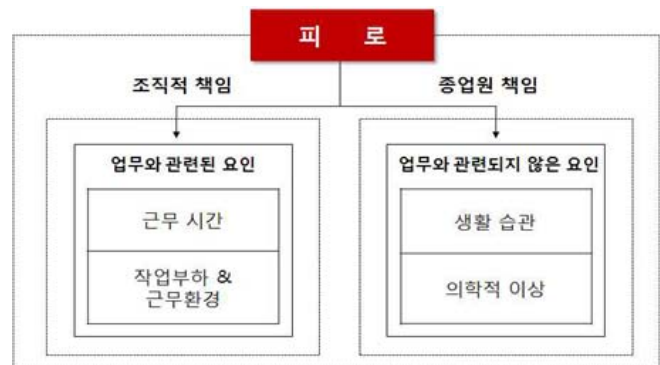 피 로
조직적 책임
종업원 책임
업무와 관련된 요인
근무 시간
작업부하 &
근무환경
업무와 관련되지 않은 요인
생활 습관
의학적 이상